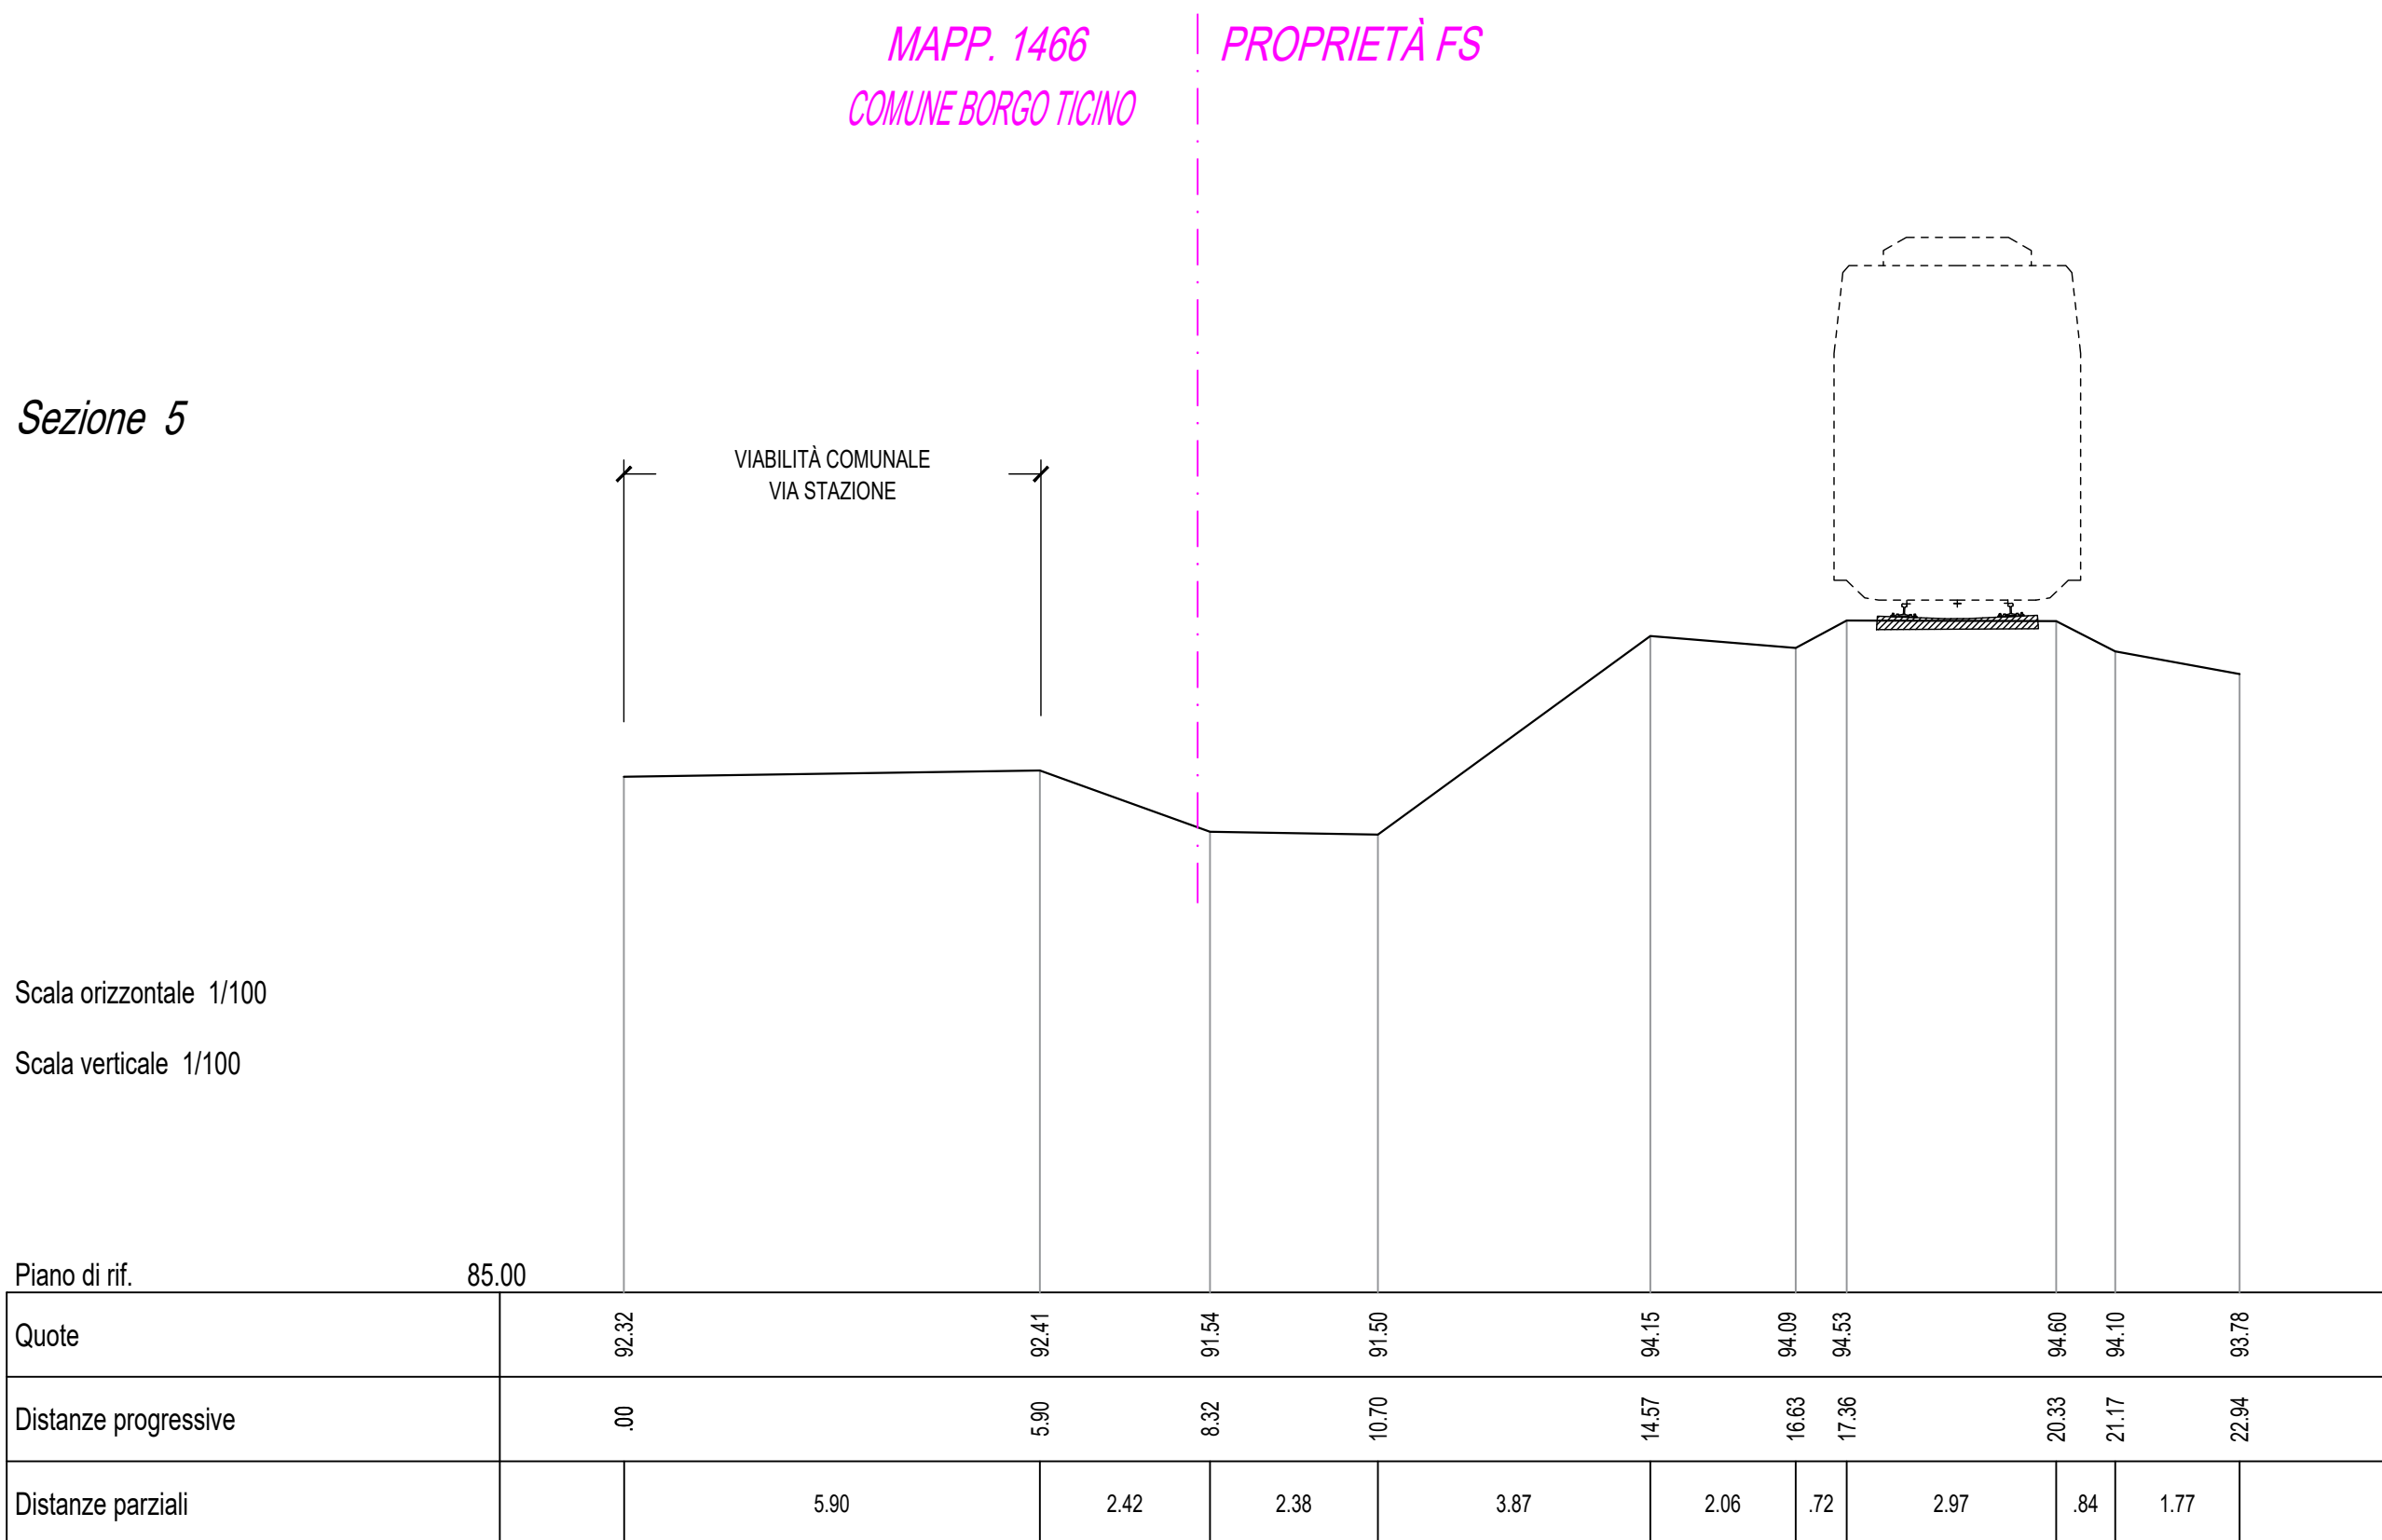 MAPP. 1466 PROPRIETÀ FS
COMUNE BORGO TICINO
Sezione 5
VIABILITÀ COMUNALE
VIA STAZIONE
Scala orizzontale 1/100
Scala verticale 1/100
Piano di rif. 85.00
Quote 92.32 92.41 91.54 91.50 94.15 94.09 94.53 94.60 94.10 93.78
Distanze progressive .00 5.90 8.32 10.70 14.57 16.63 17.36 20.33 21.17 22.94
Distanze parziali 5.90 2.42 2.38 3.87 2.06 .72 2.97 .84 1.77